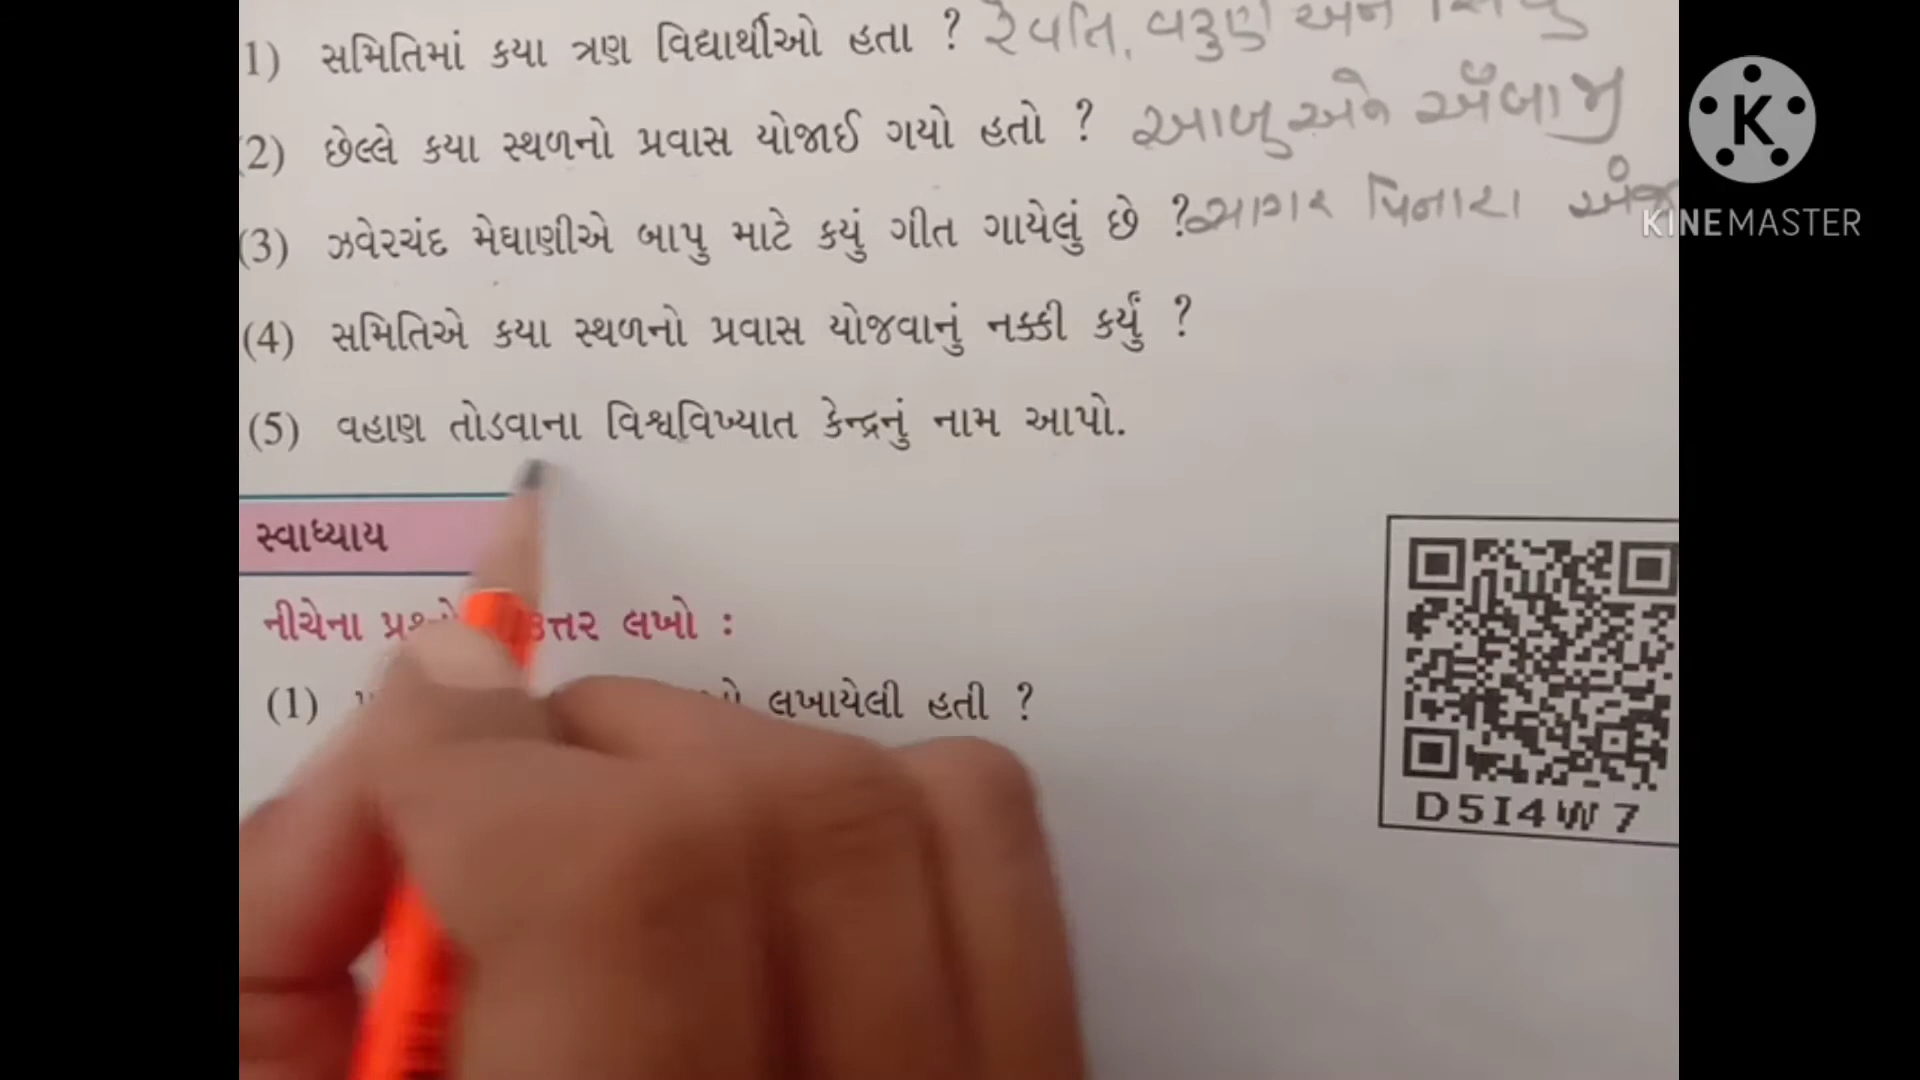 1) સમિતિમાં કયા ત્રણ વિદ્યાર્થીઓ હતા ? રેવતિ, વરુણ અને
(2) છેલ્લે કયા સ્થળનો પ્રવાસ યોજાઈ ગયો હતો ? આબુ અને અંબાજી
(3) ઝવેરચંદ મેઘાણીએ બાપુ માટે કયું ગીત ગાયેલું છે ? સાગર પિનારા
K
KINEMASTER
(4) સમિતિએ કયા સ્થળનો પ્રવાસ યોજવાનું નક્કી કર્યું ?
(5) વહાણ તોડવાના વિશ્વવિખ્યાત કેન્દ્રનું નામ આપો.
સ્વાધ્યાય
નીચેના ઉત્તર લખો :
(1) લખાયેલી હતી ?
D5I4W7